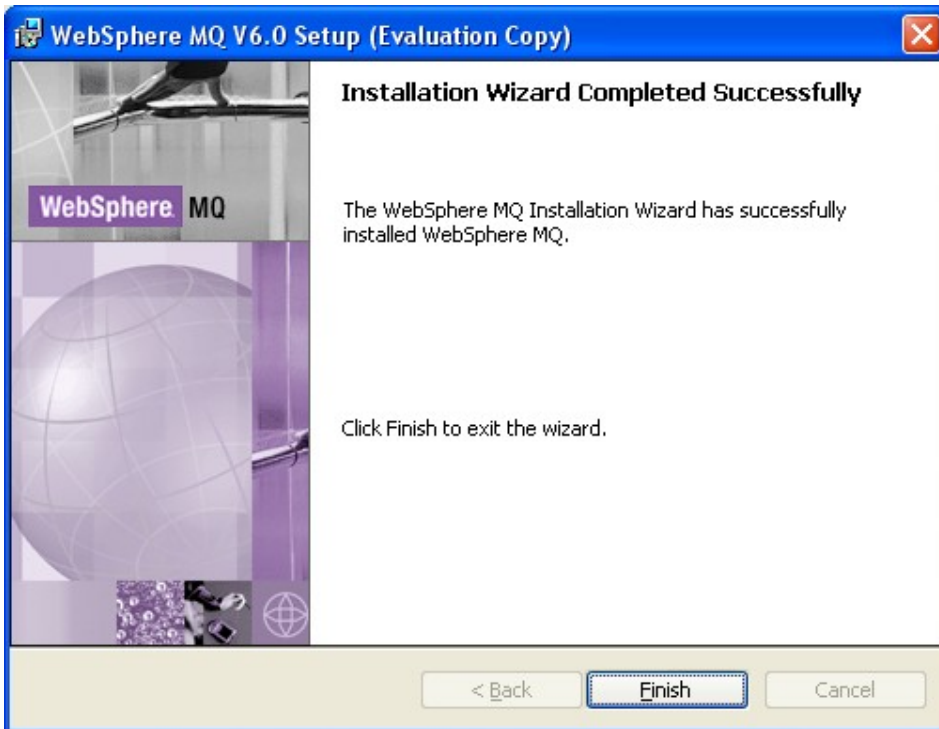 WebSphere MQ V6.0 Setup (Evaluation Copy)
WebSphere MQ
Installation Wizard Completed Successfully
The WebSphere MQ Installation Wizard has successfully
installed WebSphere MQ.
Click Finish to exit the wizard.
< Back
Finish
Cancel